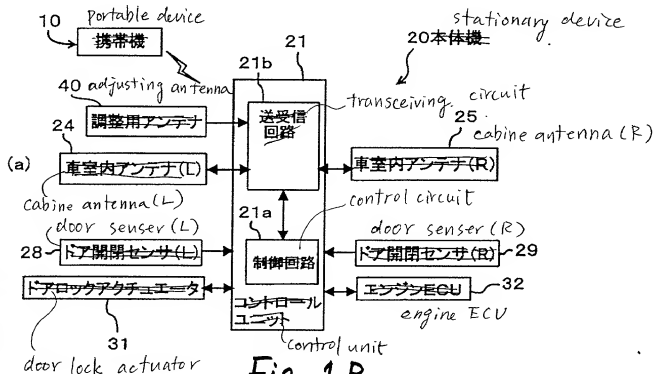 portable device
10
携帯機
stationary device
20本体機
21
21b
40 adjusting antenna
調整用アンテナ
送受信
回路
transceiving circuit
25
cabine antenna (R)
24
(a)
車室内アンテナ(L)
車室内アンテナ(R)
cabine antenna (L)
control circuit
21a
door senser (L)
door senser (R)
28
ドア開閉センサ(L)
制御回路
ドア開閉センサ(R)
29
ドアロックアクチュエータ
コントロール
ユニット
エンジンECU
32
engine ECU
31
control unit
door lock actuator
Fig. 1B